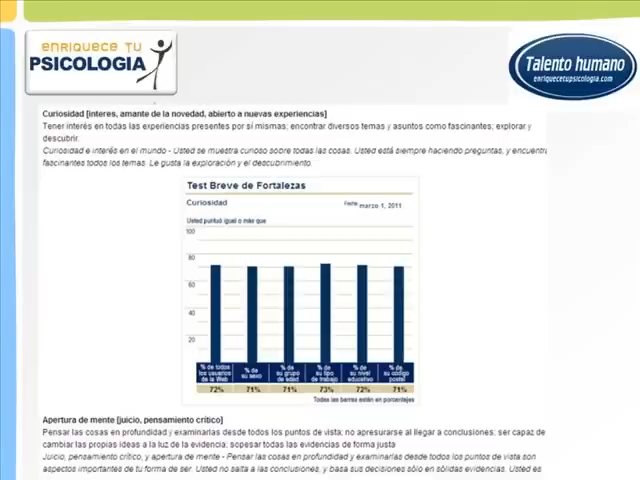 enriquece tu
PSICOLOGIA
Talento humano
enriquecetupsicologia.com
Curiosidad [interes, amante de la novedad, abierto a nuevas experiencias]
Tener interés en todas las experiencias presentes por sí mismas; encontrar diversos temas y asuntos como fascinantes; explorar y
descubrir.
Curiosidad e interés en el mundo - Usted se muestra curioso sobre todas las cosas. Usted está siempre haciendo preguntas, y encuentra
fascinantes todos los temas. Le gusta la exploración y el descubrimiento.
Test Breve de Fortalezas
Curiosidad
Fecha marzo 1, 2011
Usted puntuó igual o más que
100
80
60
40
20
% de todos los usuarios de la Web
% de su sexo
% de su grupo de edad
% de su tipo de trabajo
% de su nivel educativo
% de su código postal
72% 71% 71% 73% 72% 71%
Todas las barras están en porcentajes
Apertura de mente [juicio, pensamiento crítico]
Pensar las cosas en profundidad y examinarlas desde todos los puntos de vista; no apresurarse al llegar a conclusiones; ser capaz de
cambiar las propias ideas a la luz de la evidencia; sopesar todas las evidencias de forma justa
Juicio, pensamiento crítico, y apertura de mente - Pensar las cosas en profundidad y examinarlas desde todos los puntos de vista son
aspectos importantes de tu forma de ser. Usted no salta a las conclusiones, y basa sus decisiones sólo en sólidas evidencias. Usted es